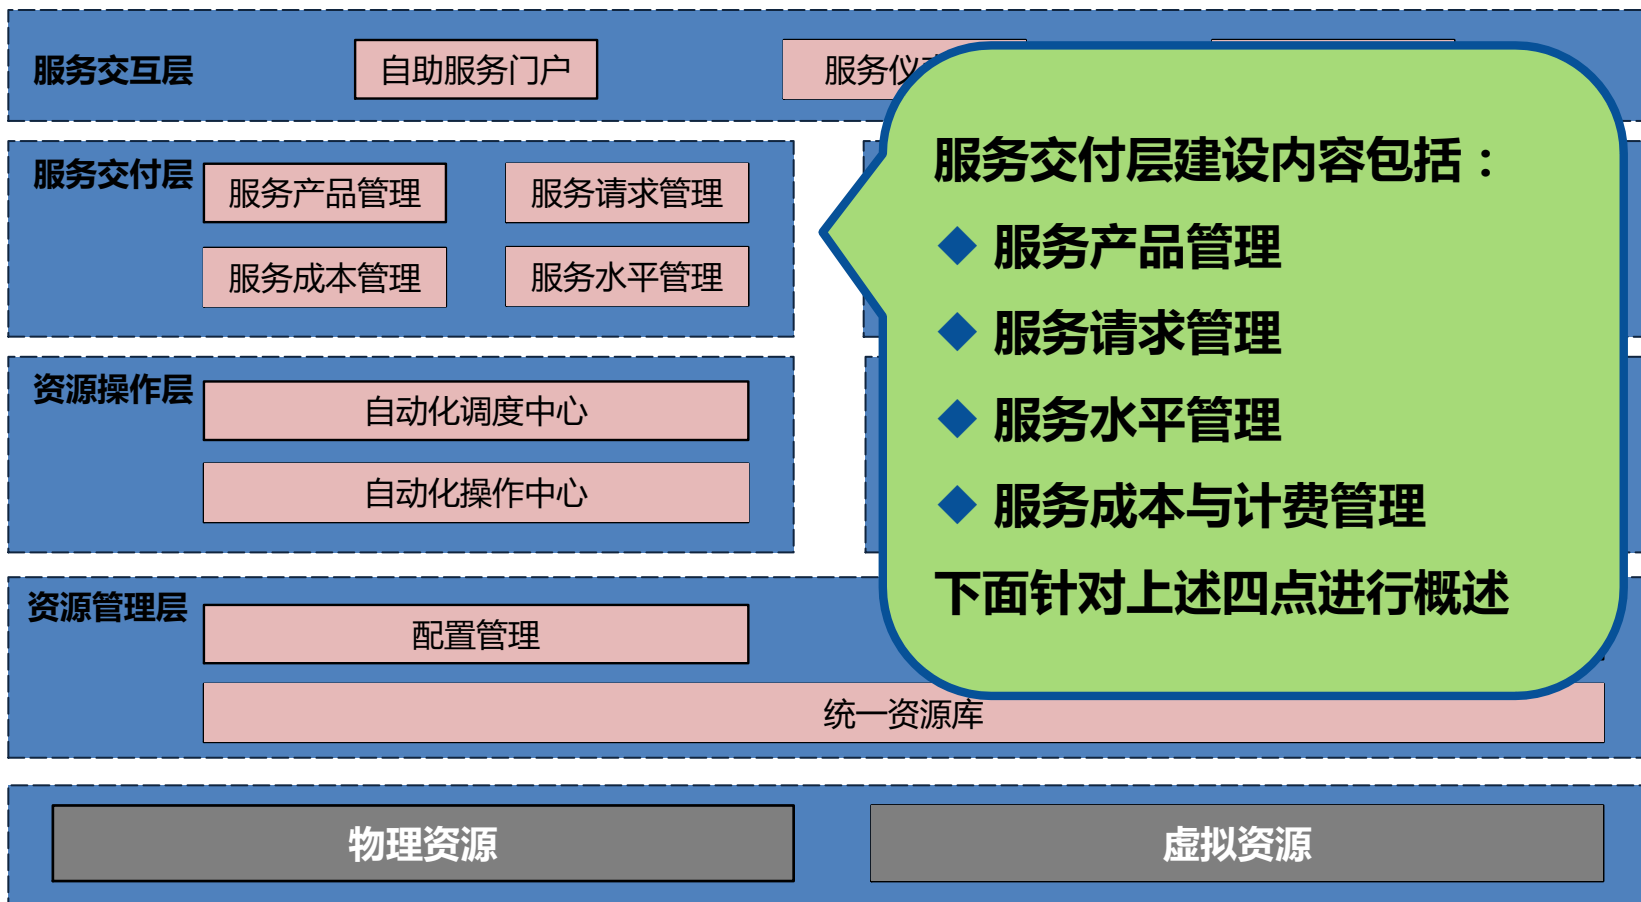 服务交互层
自助服务门户
服务仪
服务交付层
服务产品管理
服务请求管理
服务成本管理
服务水平管理
资源操作层
自动化调度中心
自动化操作中心
资源管理层
配置管理
统一资源库
物理资源
虚拟资源
服务交付层建设内容包括：
服务产品管理
服务请求管理
服务水平管理
服务成本与计费管理
下面针对上述四点进行概述